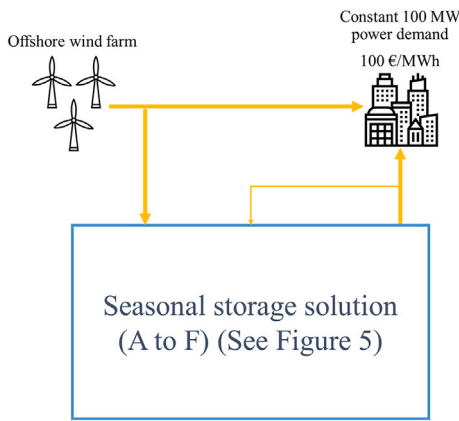 Constant 100 MW
power demand
Offshore wind farm
100 €/MWh
Seasonal storage solution
(A to F) (See Figure 5)